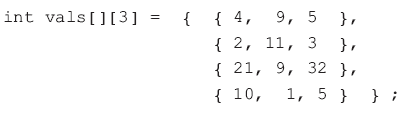 int vals[][3] = { { 4, 9, 5 },
{ 2, 11, 3 },
{ 21, 9, 32 },
{ 10, 1, 5 } } ;